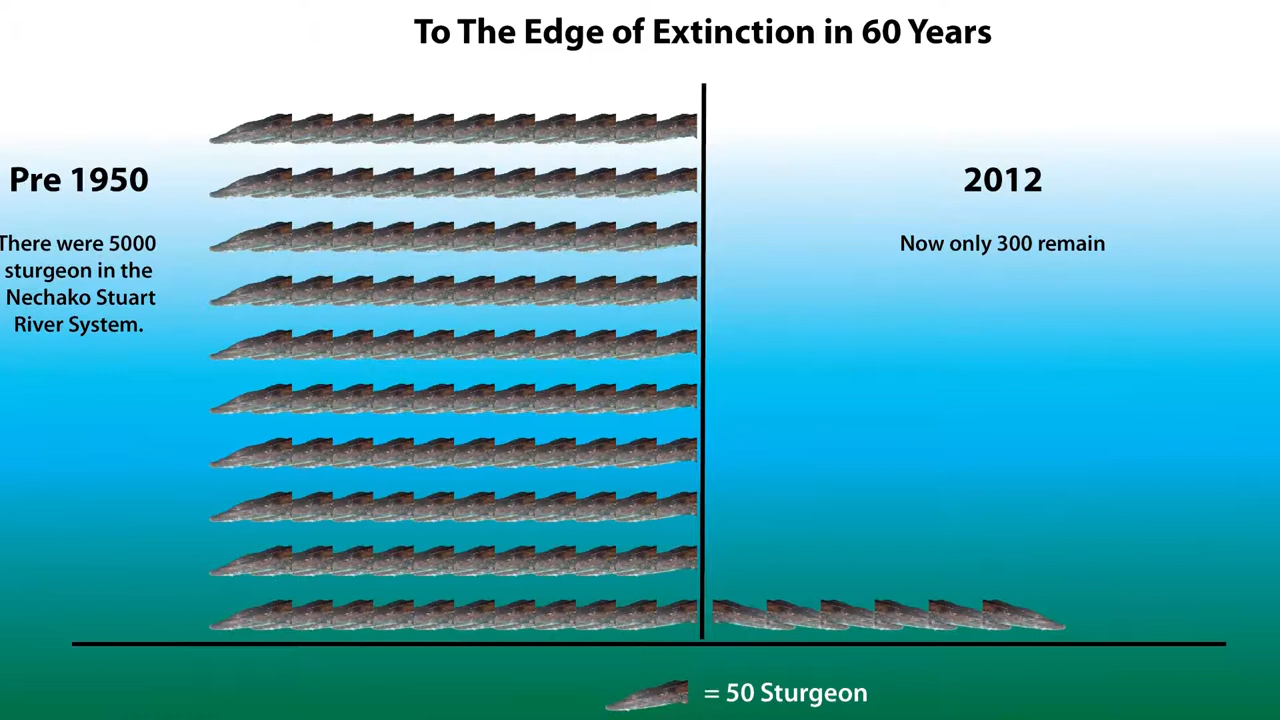 To The Edge of Extinction in 60 Years
Pre 1950
There were 5000
sturgeon in the
Nechako Stuart
River System.
2012
Now only 300 remain
= 50 Sturgeon